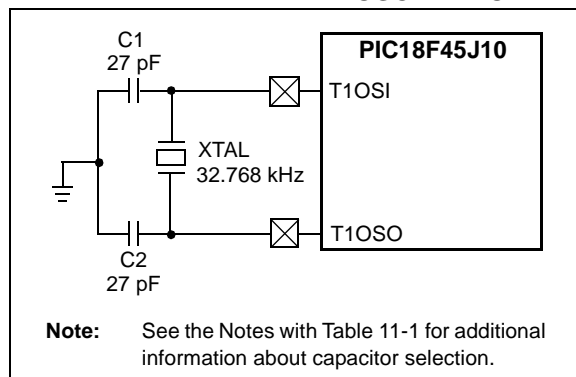 C1
27 pF
PIC18F45J10
T1OSI
XTAL
32.768 kHz
T1OSO
C2
27 pF
Note: See the Notes with Table 11-1 for additional
information about capacitor selection.